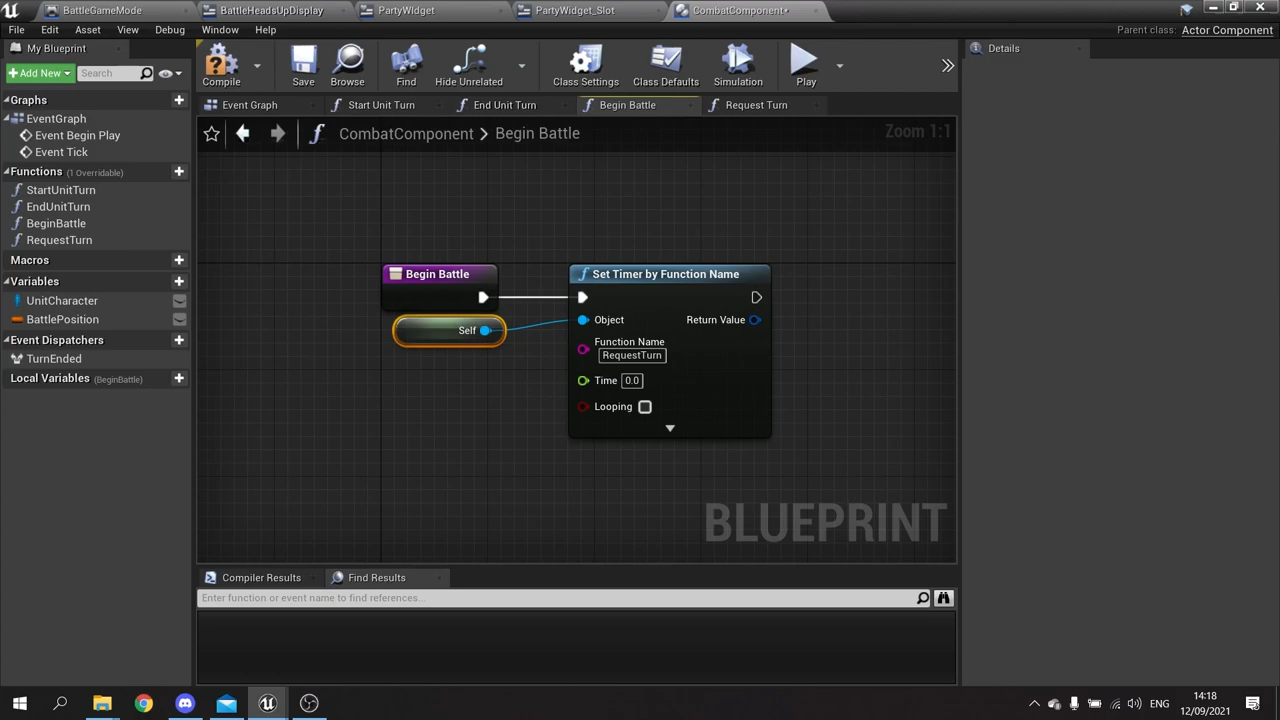 BattleGameMode
BattleHeadsUpDisplay
PartyWidget
PartyWidget_Slot
CombatComponent*
File Edit Asset View Debug Window Help
Parent class: Actor Component
My Blueprint
Details
Add New
Search
Compile
Save
Browse
Find
Hide Unrelated
Class Settings
Class Defaults
Simulation
Play
Graphs
EventGraph
Event Begin Play
Event Tick
Functions (1 Overridable)
StartUnitTurn
EndUnitTurn
BeginBattle
RequestTurn
Macros
Variables
UnitCharacter
BattlePosition
Event Dispatchers
TurnEnded
Local Variables (BeginBattle)
Event Graph
Start Unit Turn
End Unit Turn
Begin Battle
Request Turn
CombatComponent > Begin Battle
Zoom 1:1
Begin Battle
Self
Set Timer by Function Name
Object
Return Value
Function Name
RequestTurn
Time 0.0
Looping
BLUEPRINT
Compiler Results
Find Results
Enter function or event name to find references...
ENG
14:18
12/09/2021